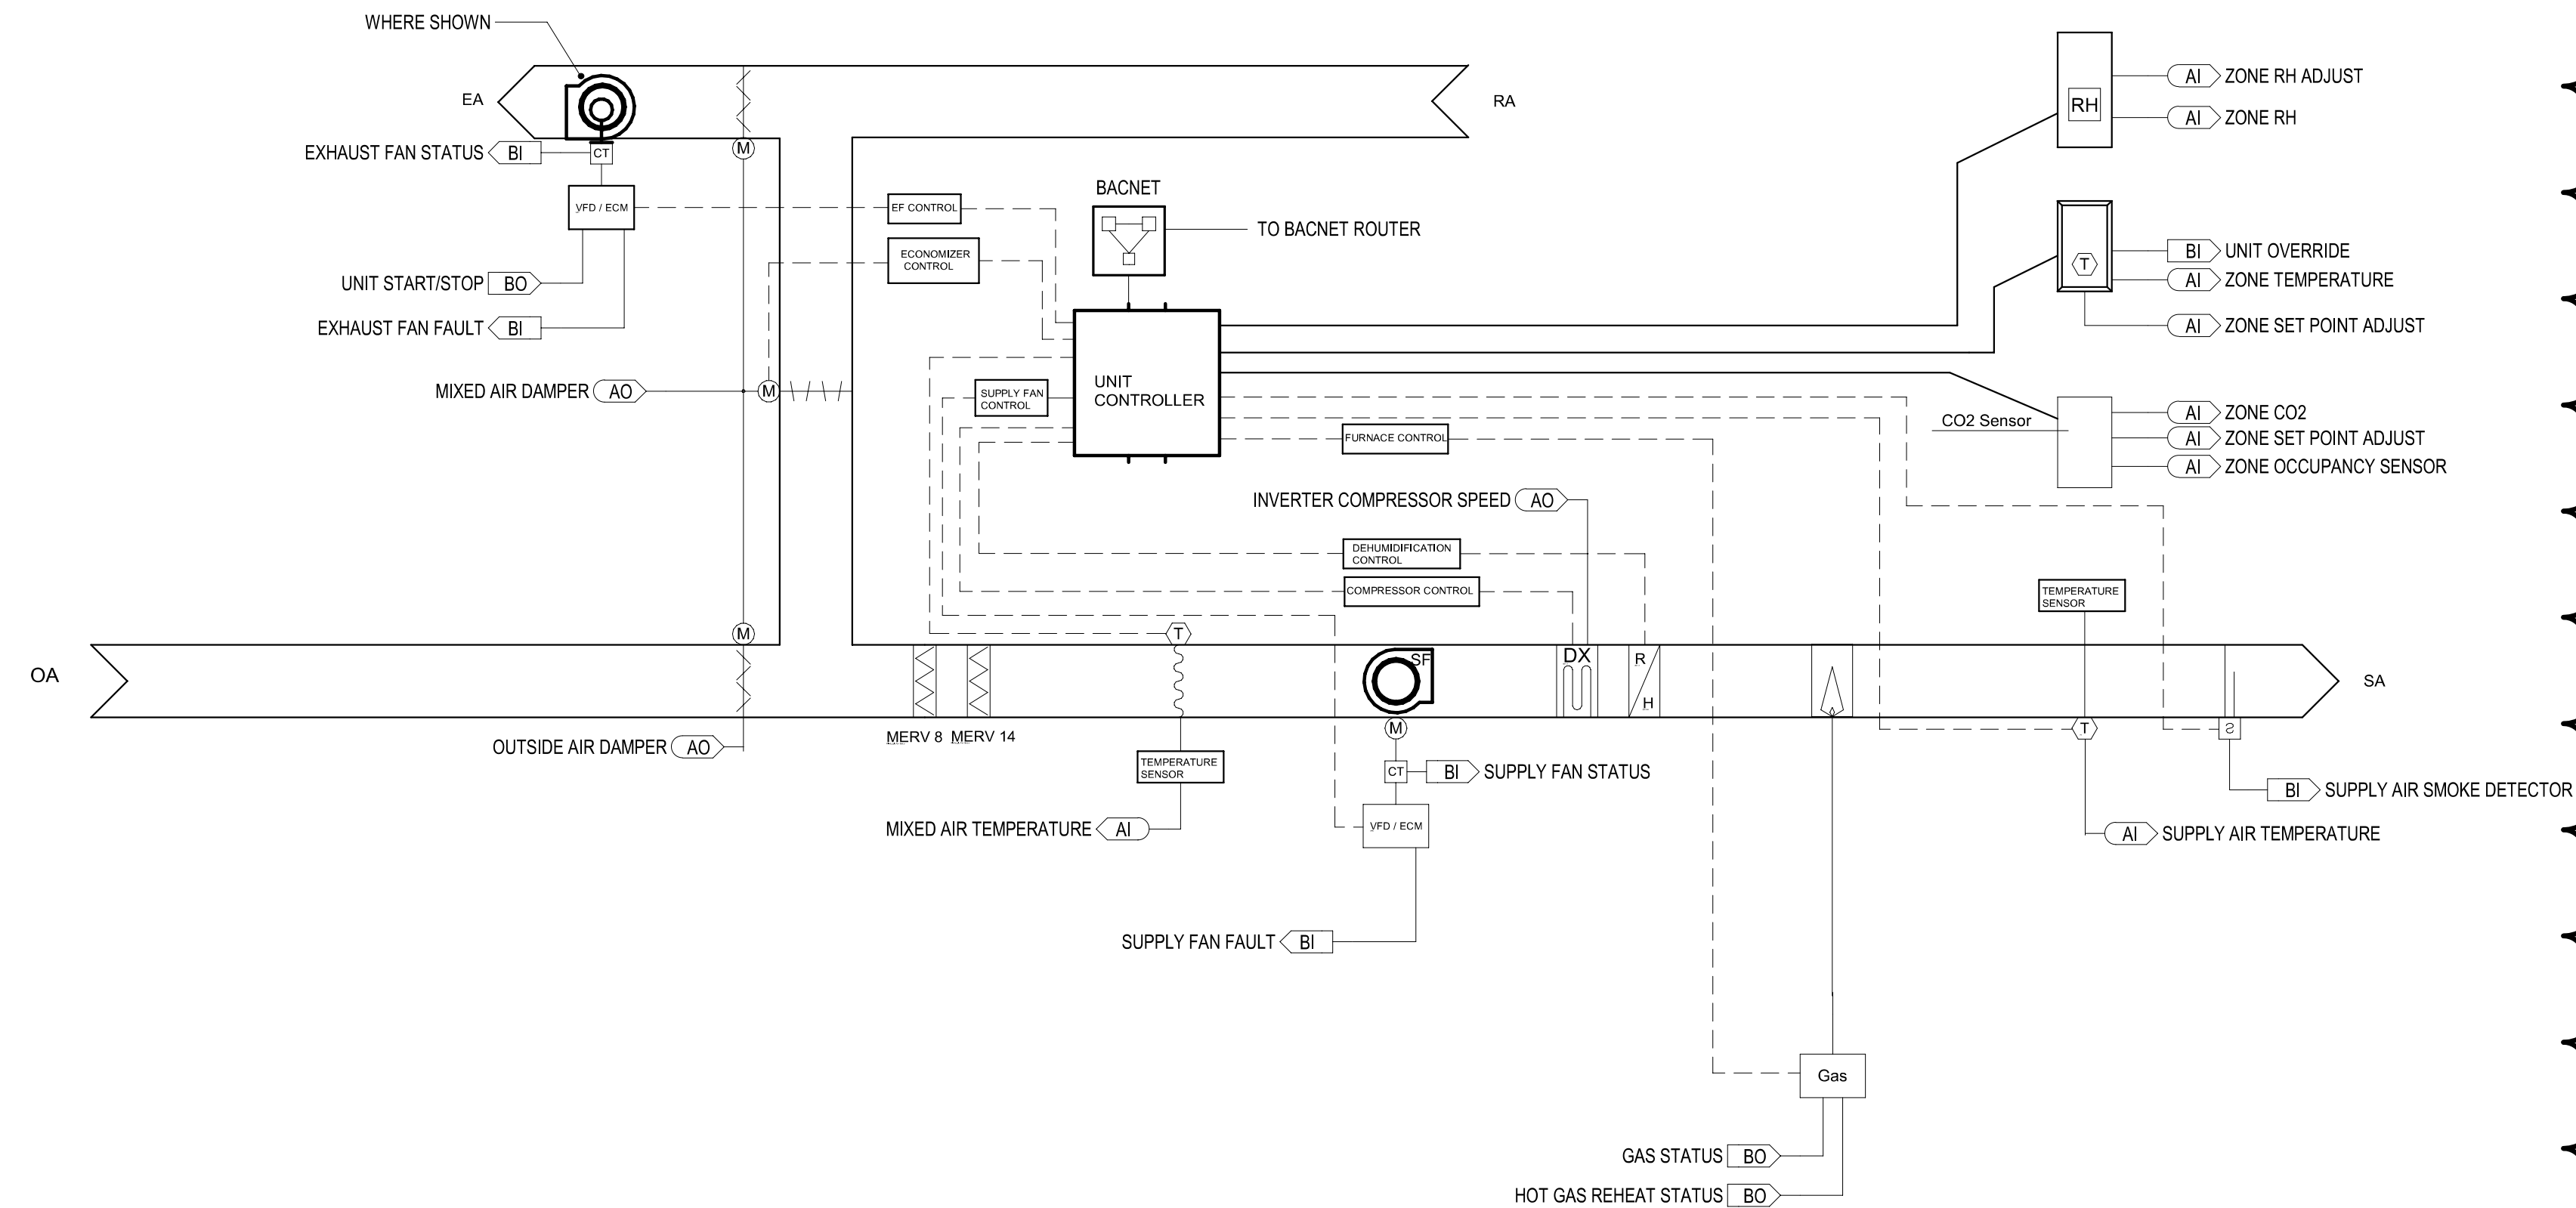 WHERE SHOWN
EA
RA
EXHAUST FAN STATUS BI
CT
M
VFD / ECM
UNIT START/STOP BO
EXHAUST FAN FAULT BI
MIXED AIR DAMPER AO
M
EF CONTROL
ECONOMIZER
CONTROL
BACNET
TO BACNET ROUTER
UNIT
CONTROLLER
SUPPLY FAN
CONTROL
FURNACE CONTROL
INVERTER COMPRESSOR SPEED AO
DEHUMIDIFICATION
CONTROL
COMPRESSOR CONTROL
RH
AI ZONE RH ADJUST
AI ZONE RH
T
BI UNIT OVERRIDE
AI ZONE TEMPERATURE
AI ZONE SET POINT ADJUST
CO2 Sensor
AI ZONE CO2
AI ZONE SET POINT ADJUST
AI ZONE OCCUPANCY SENSOR
OA
M
OUTSIDE AIR DAMPER AO
MERV 8 MERV 14
T
TEMPERATURE
SENSOR
MIXED AIR TEMPERATURE AI
SF
M
CT BI SUPPLY FAN STATUS
VFD / ECM
SUPPLY FAN FAULT BI
DX
R
H
TEMPERATURE
SENSOR
SA
T
S
BI SUPPLY AIR SMOKE DETECTOR
AI SUPPLY AIR TEMPERATURE
Gas
GAS STATUS BO
HOT GAS REHEAT STATUS BO